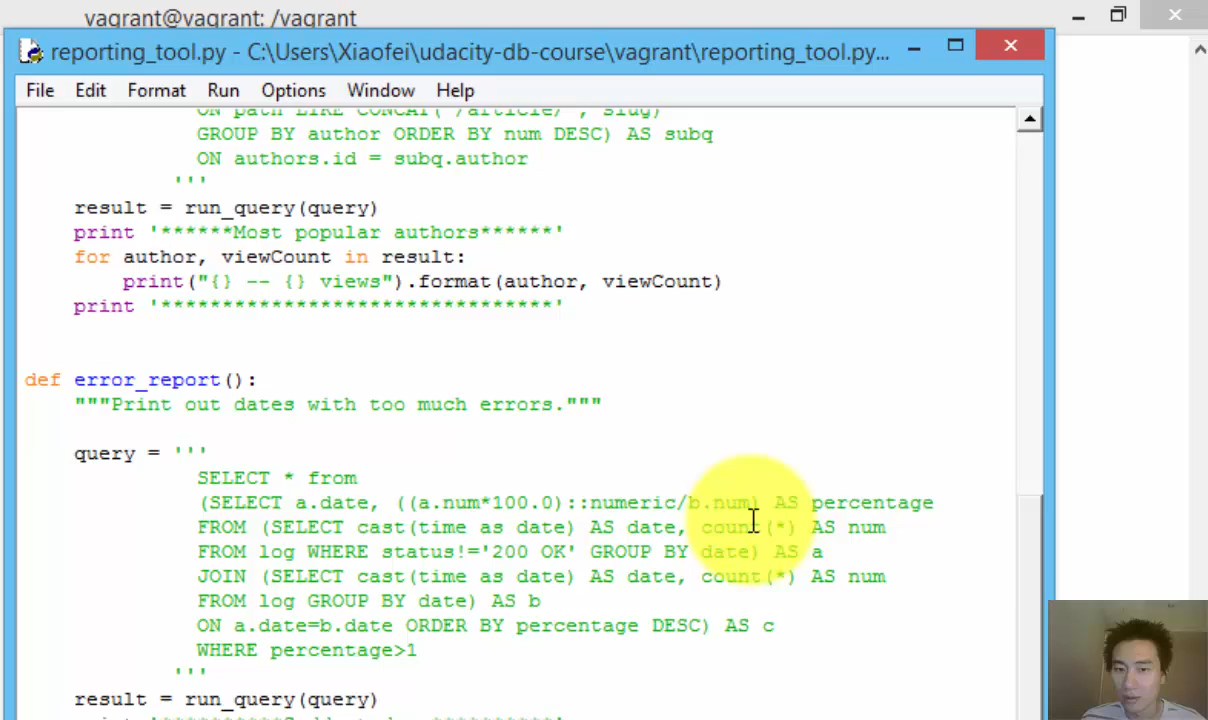 vagrant@vagrant: /vagrant
reporting_tool.py - C:\Users\Xiaofei\udacity-db-course\vagrant\reporting_tool.py...
File Edit Format Run Options Window Help
ON path LIKE CONCAT('/article/', slug)
GROUP BY author ORDER BY num DESC) AS subq
ON authors.id = subq.author
'''
result = run_query(query)
print '******Most popular authors******'
for author, viewCount in result:
print("{} -- {} views").format(author, viewCount)
print '********************************'
def error_report():
"""Print out dates with too much errors."""
query = '''
SELECT * from
(SELECT a.date, ((a.num*100.0)::numeric/b.num) AS percentage
FROM (SELECT cast(time as date) AS date, count(*) AS num
FROM log WHERE status!='200 OK' GROUP BY date) AS a
JOIN (SELECT cast(time as date) AS date, count(*) AS num
FROM log GROUP BY date) AS b
ON a.date=b.date ORDER BY percentage DESC) AS c
WHERE percentage>1
'''
result = run_query(query)